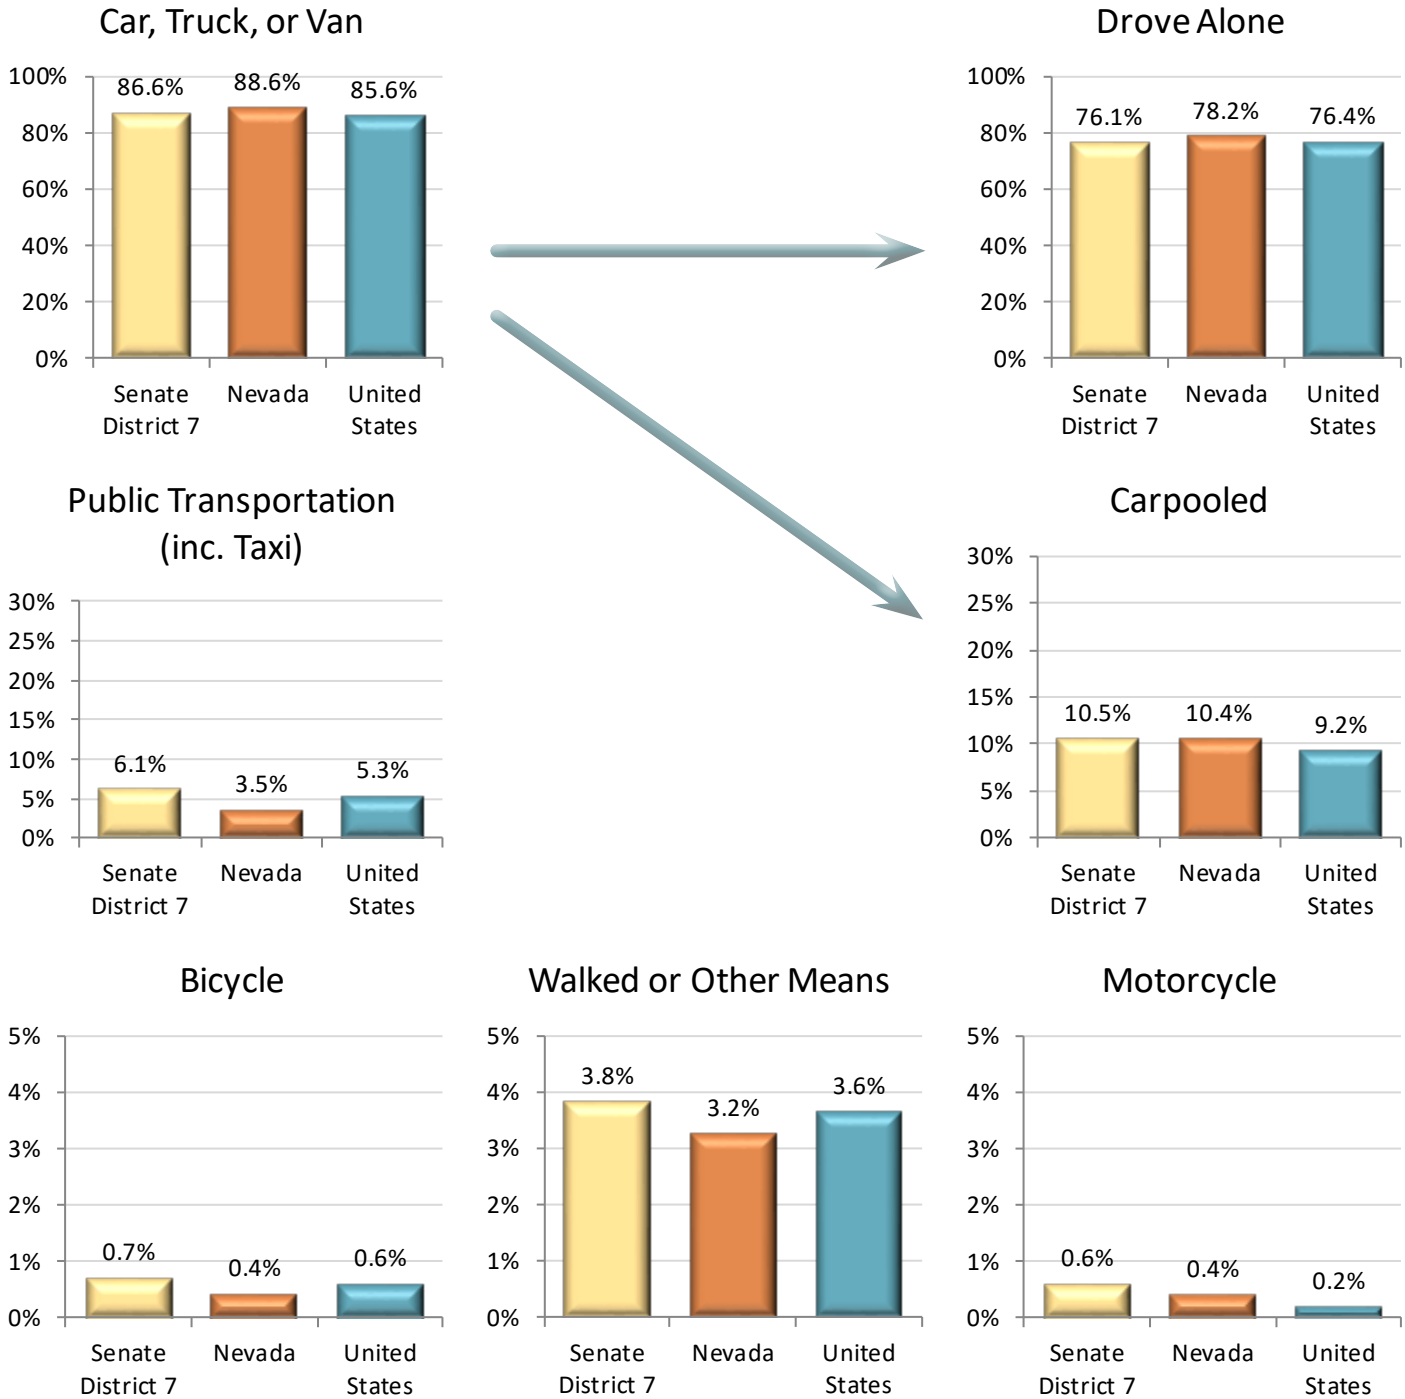 Car, Truck, or Van
100%
80%
60%
40%
20%
0%
86.6%
88.6%
85.6%
Senate
District 7
Nevada
United
States
Drove Alone
100%
80%
60%
40%
20%
0%
76.1%
78.2%
76.4%
Senate
District 7
Nevada
United
States
Public Transportation
(inc. Taxi)
30%
25%
20%
15%
10%
5%
0%
6.1%
3.5%
5.3%
Senate
District 7
Nevada
United
States
Carpooled
30%
25%
20%
15%
10%
5%
0%
10.5%
10.4%
9.2%
Senate
District 7
Nevada
United
States
Bicycle
5%
4%
3%
2%
1%
0%
0.7%
0.4%
0.6%
Senate
District 7
Nevada
United
States
Walked or Other Means
5%
4%
3%
2%
1%
0%
3.8%
3.2%
3.6%
Senate
District 7
Nevada
United
States
Motorcycle
5%
4%
3%
2%
1%
0%
0.6%
0.4%
0.2%
Senate
District 7
Nevada
United
States